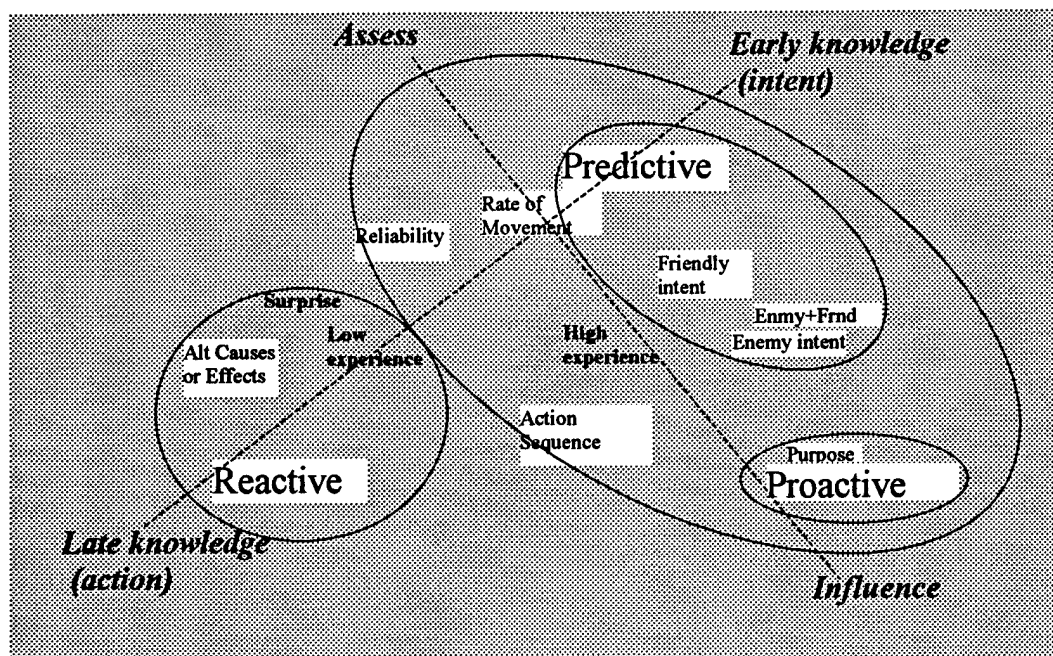 Assess
Early knowledge
(intent)
Predictive
Rate of
Movement
Reliability
Friendly
intent
Surprise
Enmy+Frnd
Enemy intent
Low
experience
High
experience
Alt Causes
or Effects
Action
Sequence
Purpose
Proactive
Reactive
Late knowledge
(action)
Influence